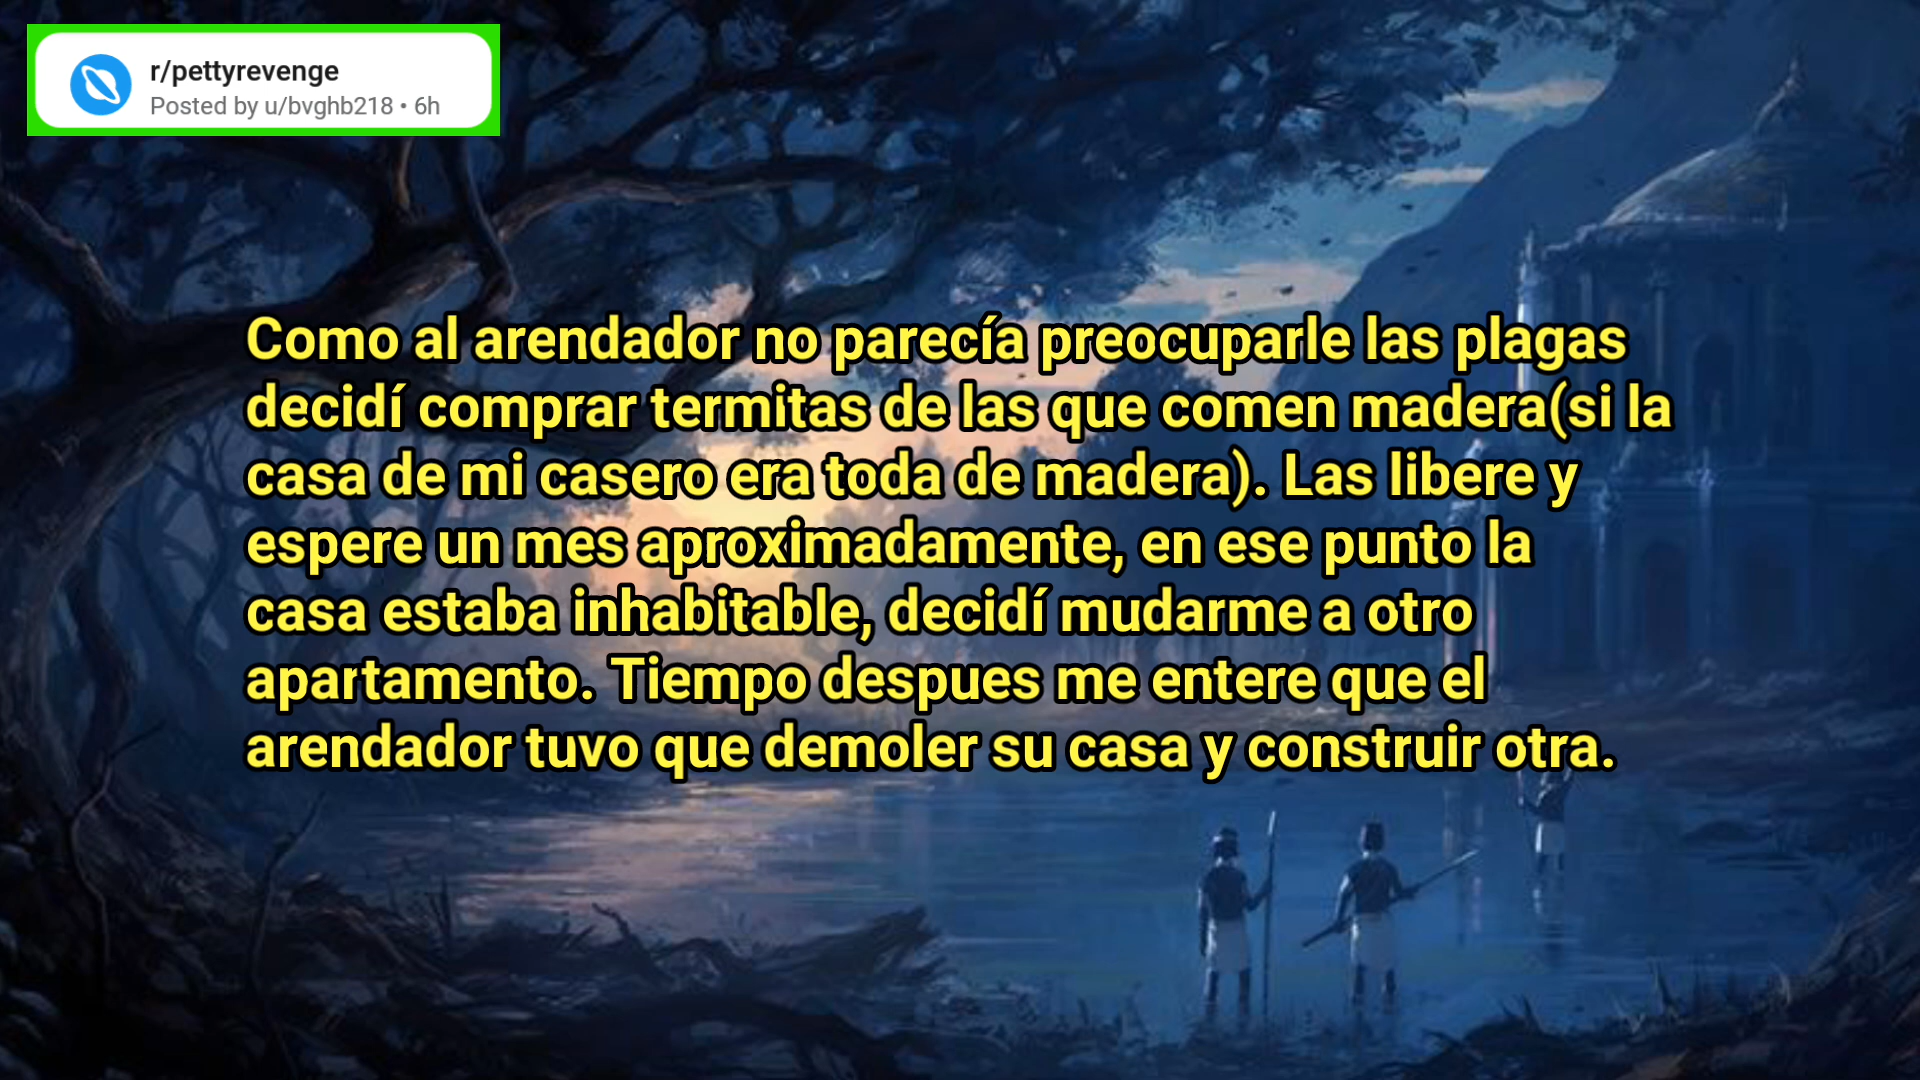 r/pettyrevenge
Posted by u/bvghb218 • 6h
Como al arendador no parecía preocuparle las plagas
decidí comprar termitas de las que comen madera(si la
casa de mi casero era toda de madera). Las libere y
espere un mes aproximadamente, en ese punto la
casa estaba inhabitable, decidí mudarme a otro
apartamento. Tiempo despues me entere que el
arendador tuvo que demoler su casa y construir otra.